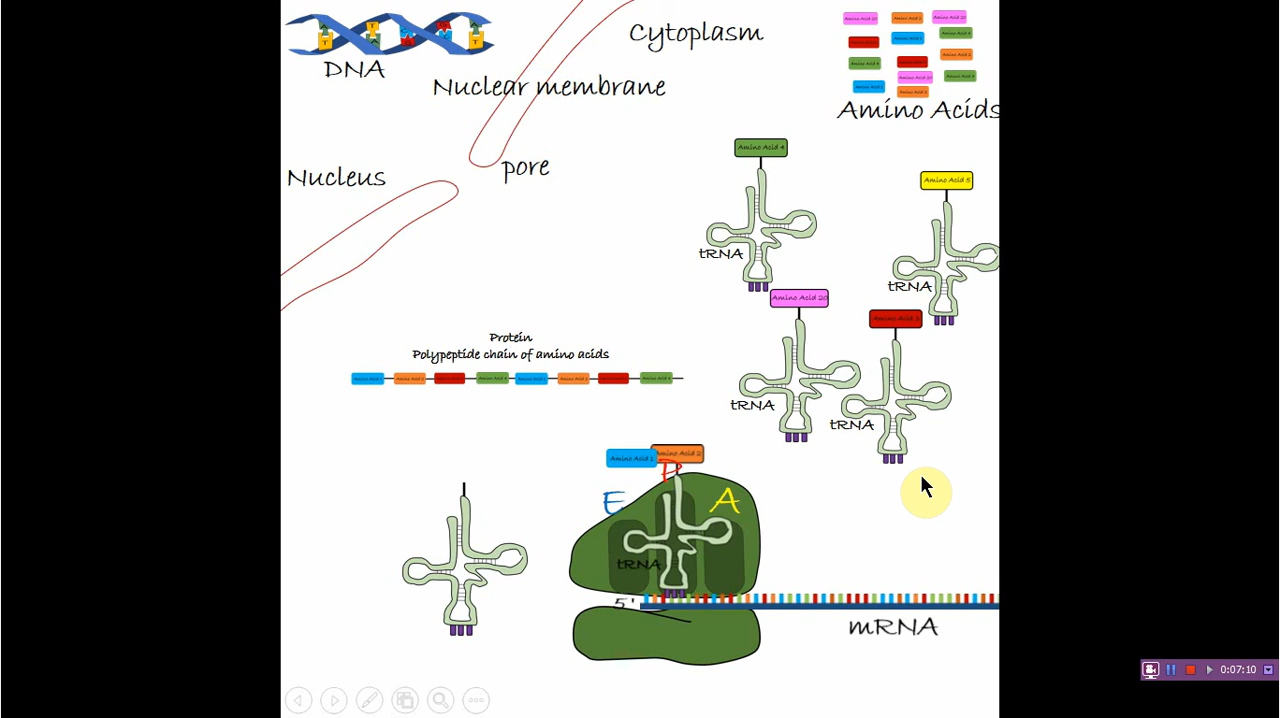 DNA
Cytoplasm
Nuclear membrane
pore
Nucleus
Amino Acids
Amino Acid 4
tRNA
Amino Acid 5
tRNA
Amino Acid 20
tRNA
tRNA
Protein
Polypeptide chain of amino acids
Amino Acid 1
Amino Acid 2
E
P
A
tRNA
5'
mRNA
0:07:10